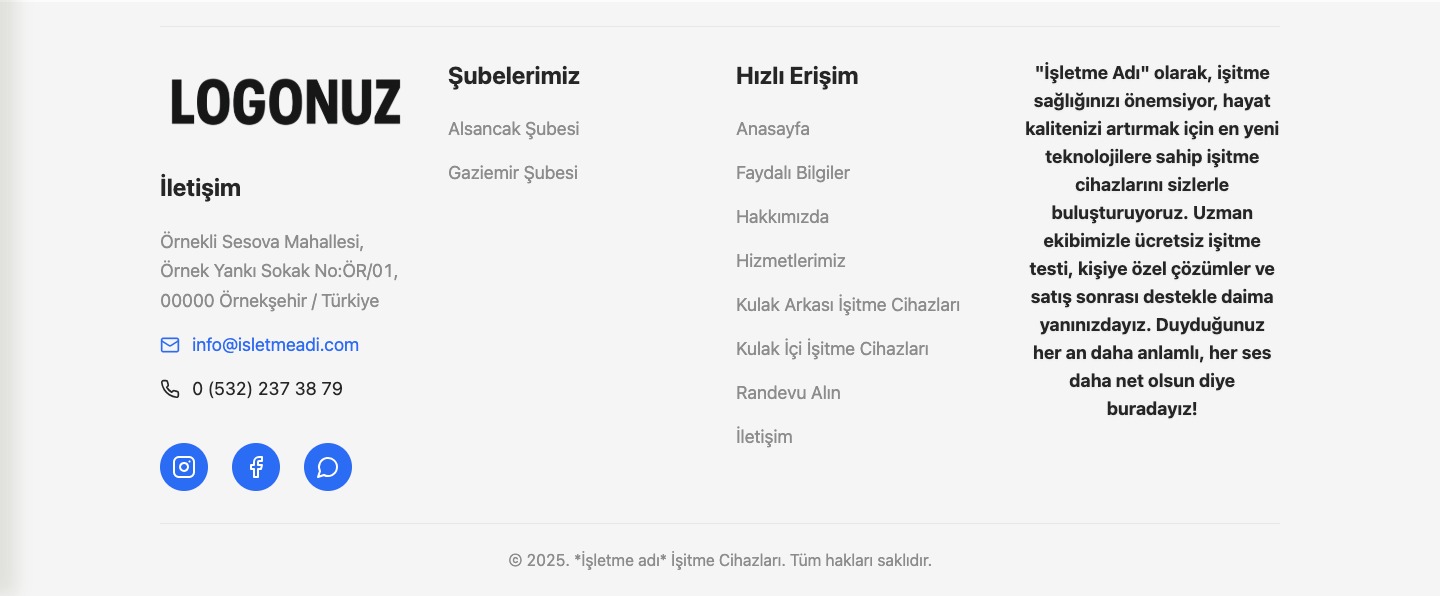 LOGONUZ
İletişim
Örnekli Sesova Mahallesi,
Örnek Yankı Sokak No:ÖR/01,
00000 Örnekşehir / Türkiye
info@isletmeadi.com
0 (532) 237 38 79
Şubelerimiz
Alsancak Şubesi
Gaziemir Şubesi
Hızlı Erişim
Anasayfa
Faydalı Bilgiler
Hakkımızda
Hizmetlerimiz
Kulak Arkası İşitme Cihazları
Kulak İçi İşitme Cihazları
Randevu Alın
İletişim
"İşletme Adı" olarak, işitme
sağlığınızı önemsiyor, hayat
kalitenizi artırmak için en yeni
teknolojilere sahip işitme
cihazlarını sizlerle
buluşturuyoruz. Uzman
ekibimizle ücretsiz işitme
testi, kişiye özel çözümler ve
satış sonrası destekle daima
yanınızdayız. Duyduğunuz
her an daha anlamlı, her ses
daha net olsun diye
buradayız!
© 2025. *İşletme adı* İşitme Cihazları. Tüm hakları saklıdır.